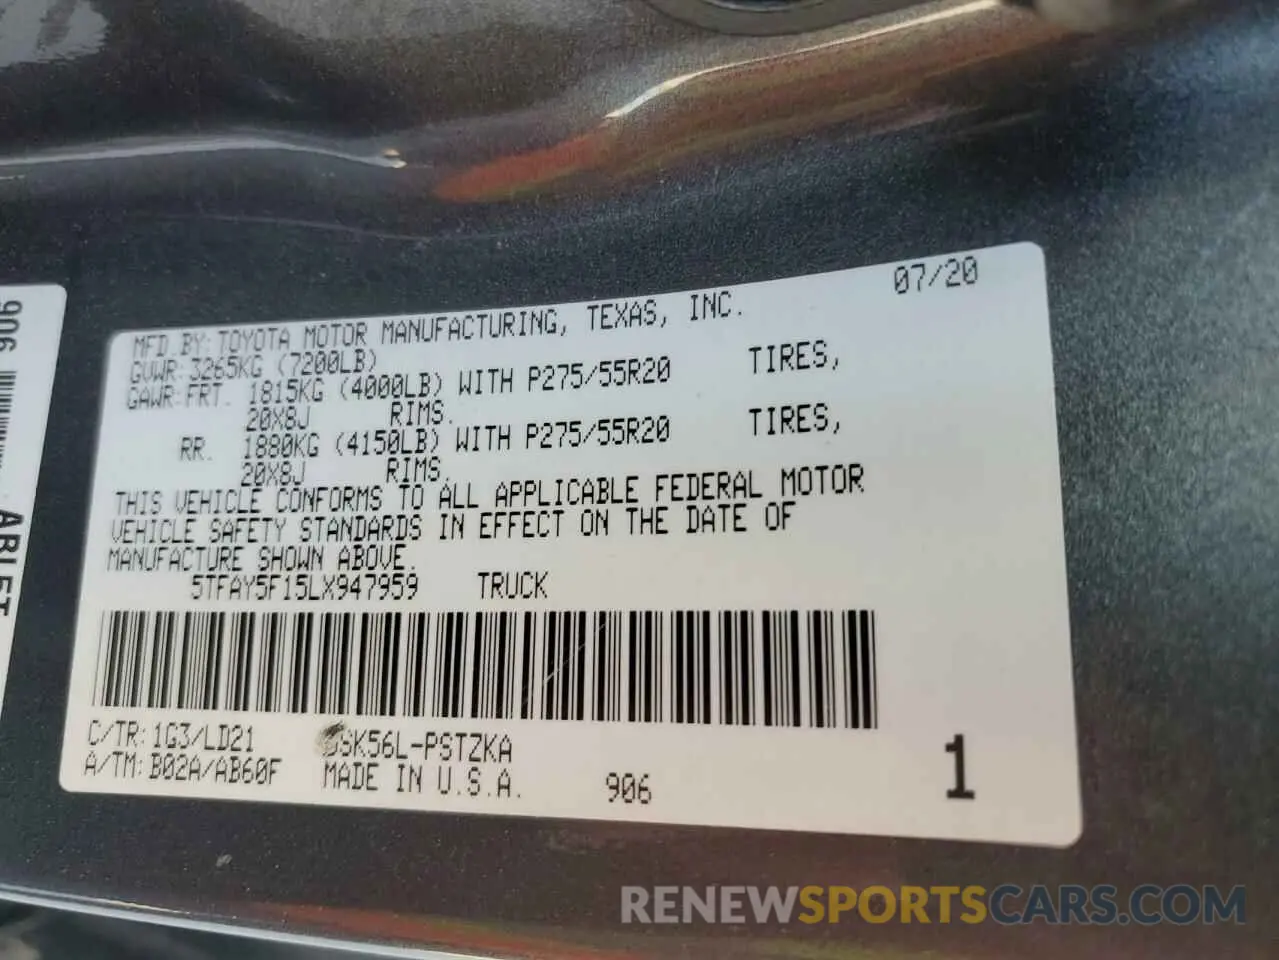 07/20
MFD.BY: TOYOTA MOTOR MANUFACTURING, TEXAS, INC.
GVWR: 3265KG (7200LB)
GAWR: FRT. 1815KG (4000LB) WITH P275/55R20 TIRES,
20X8J RIMS.
RR. 1880KG (4150LB) WITH P275/55R20 TIRES,
20X8J RIMS.
THIS VEHICLE CONFORMS TO ALL APPLICABLE FEDERAL MOTOR
VEHICLE SAFETY STANDARDS IN EFFECT ON THE DATE OF
MANUFACTURE SHOWN ABOVE.
5TFAY5F15LX947959 TRUCK
C/TR: 1G3/LD21
A/TM: B02A/AB60F MADE IN U.S.A. 906
1
906
RENEWSPORTSCARS.COM